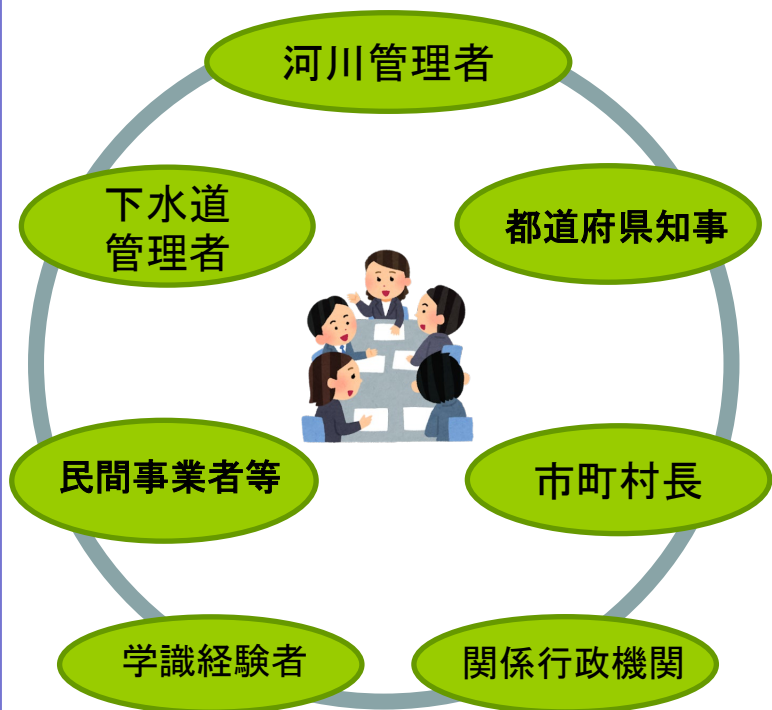 河川管理者
下水道
管理者
都道府県知事
民間事業者等
市町村長
学識経験者
関係行政機関